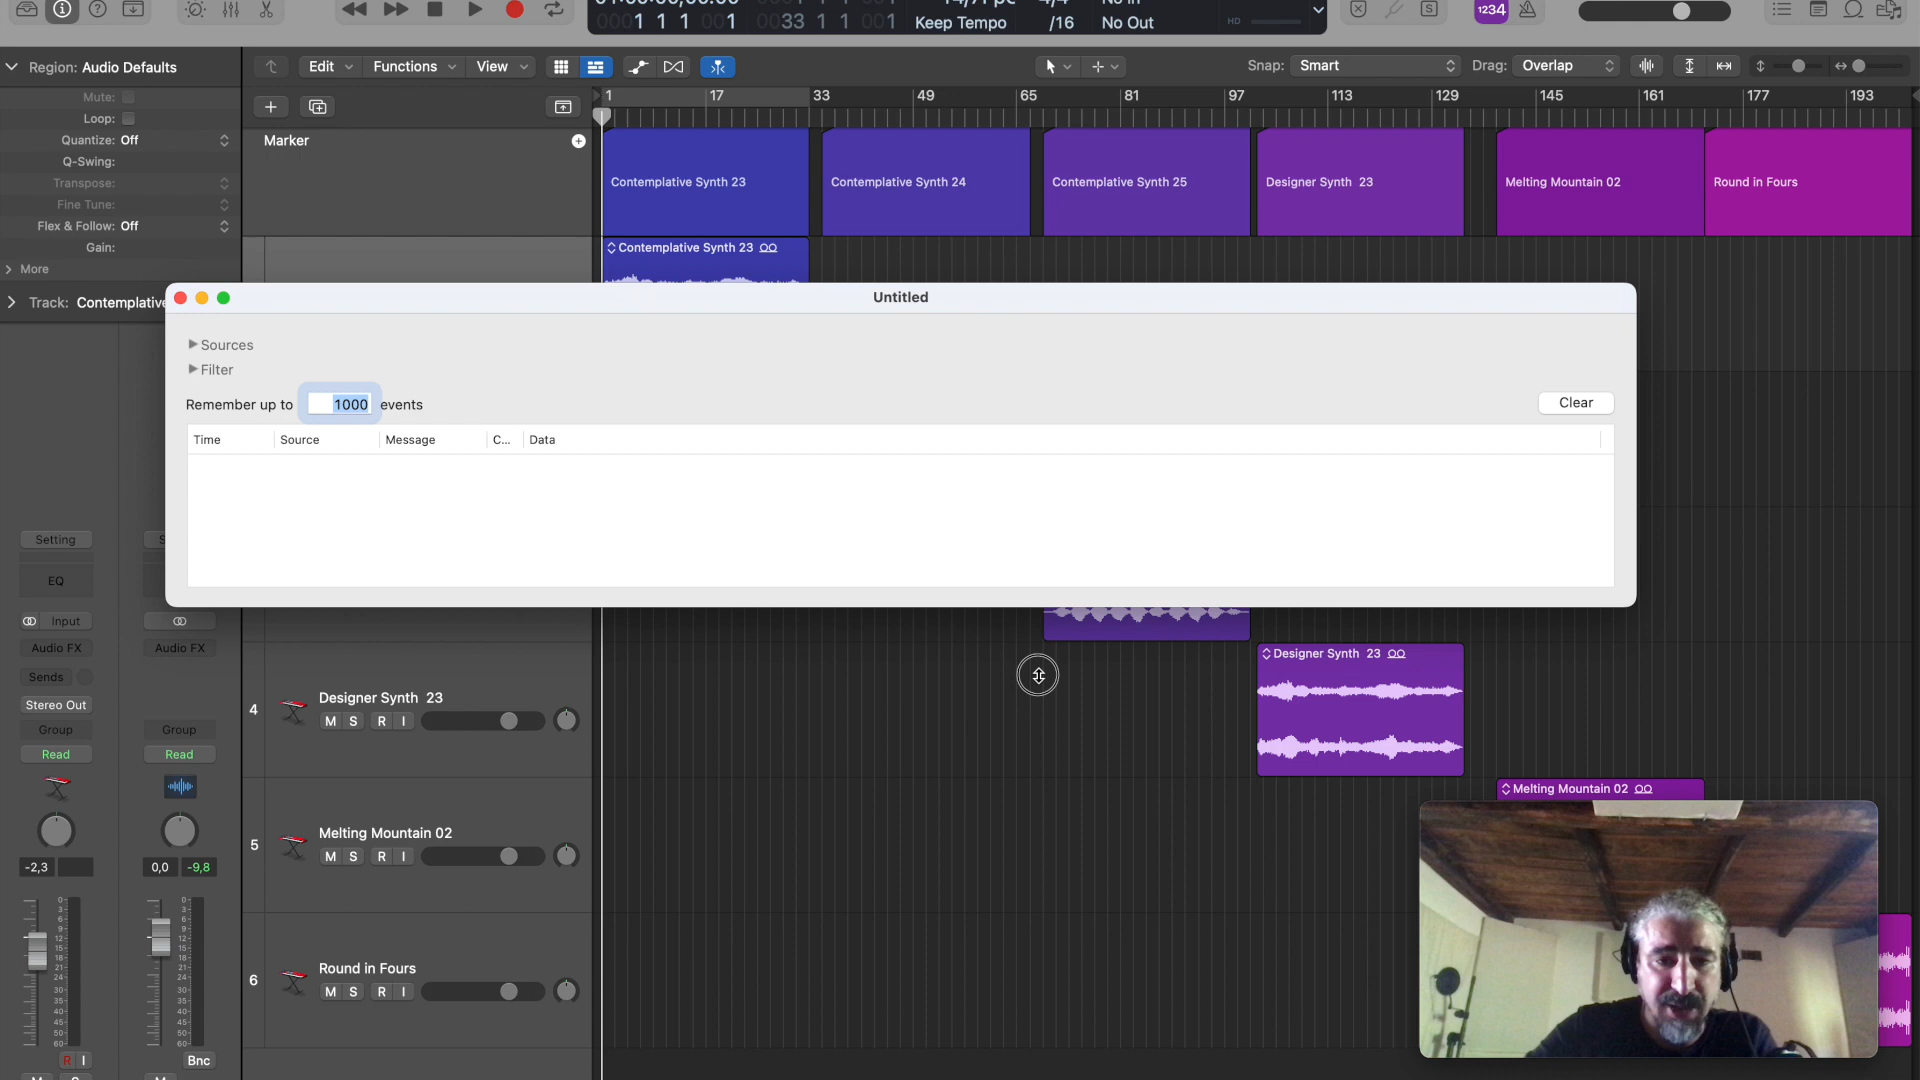 1 1 1 1
33 1 1 001
Keep Tempo
/16
No In
No Out
HD
1234
S
Region: Audio Defaults
Edit
Functions
View
Snap: Smart
Drag: Overlap
Mute:
Loop:
Quantize: Off
Q-Swing:
Transpose:
Fine Tune:
Flex & Follow: Off
Gain:
More
Track: Contemplative
1 17 33 49 65 81 97 113 129 145 161 177 193
Marker
Contemplative Synth 23
Contemplative Synth 24
Contemplative Synth 25
Designer Synth 23
Melting Mountain 02
Round in Fours
Contemplative Synth 23
Untitled
Sources
Filter
Remember up to 1000 events
Clear
Time Source Message C... Data
Setting
EQ
Input
Audio FX
Audio FX
Sends
Stereo Out
Group
Group
Read
Read
-2,3
0,0 -9,8
R I
Bnc
4 Designer Synth 23
M S R I
Designer Synth 23
5 Melting Mountain 02
M S R I
Melting Mountain 02
6 Round in Fours
M S R I